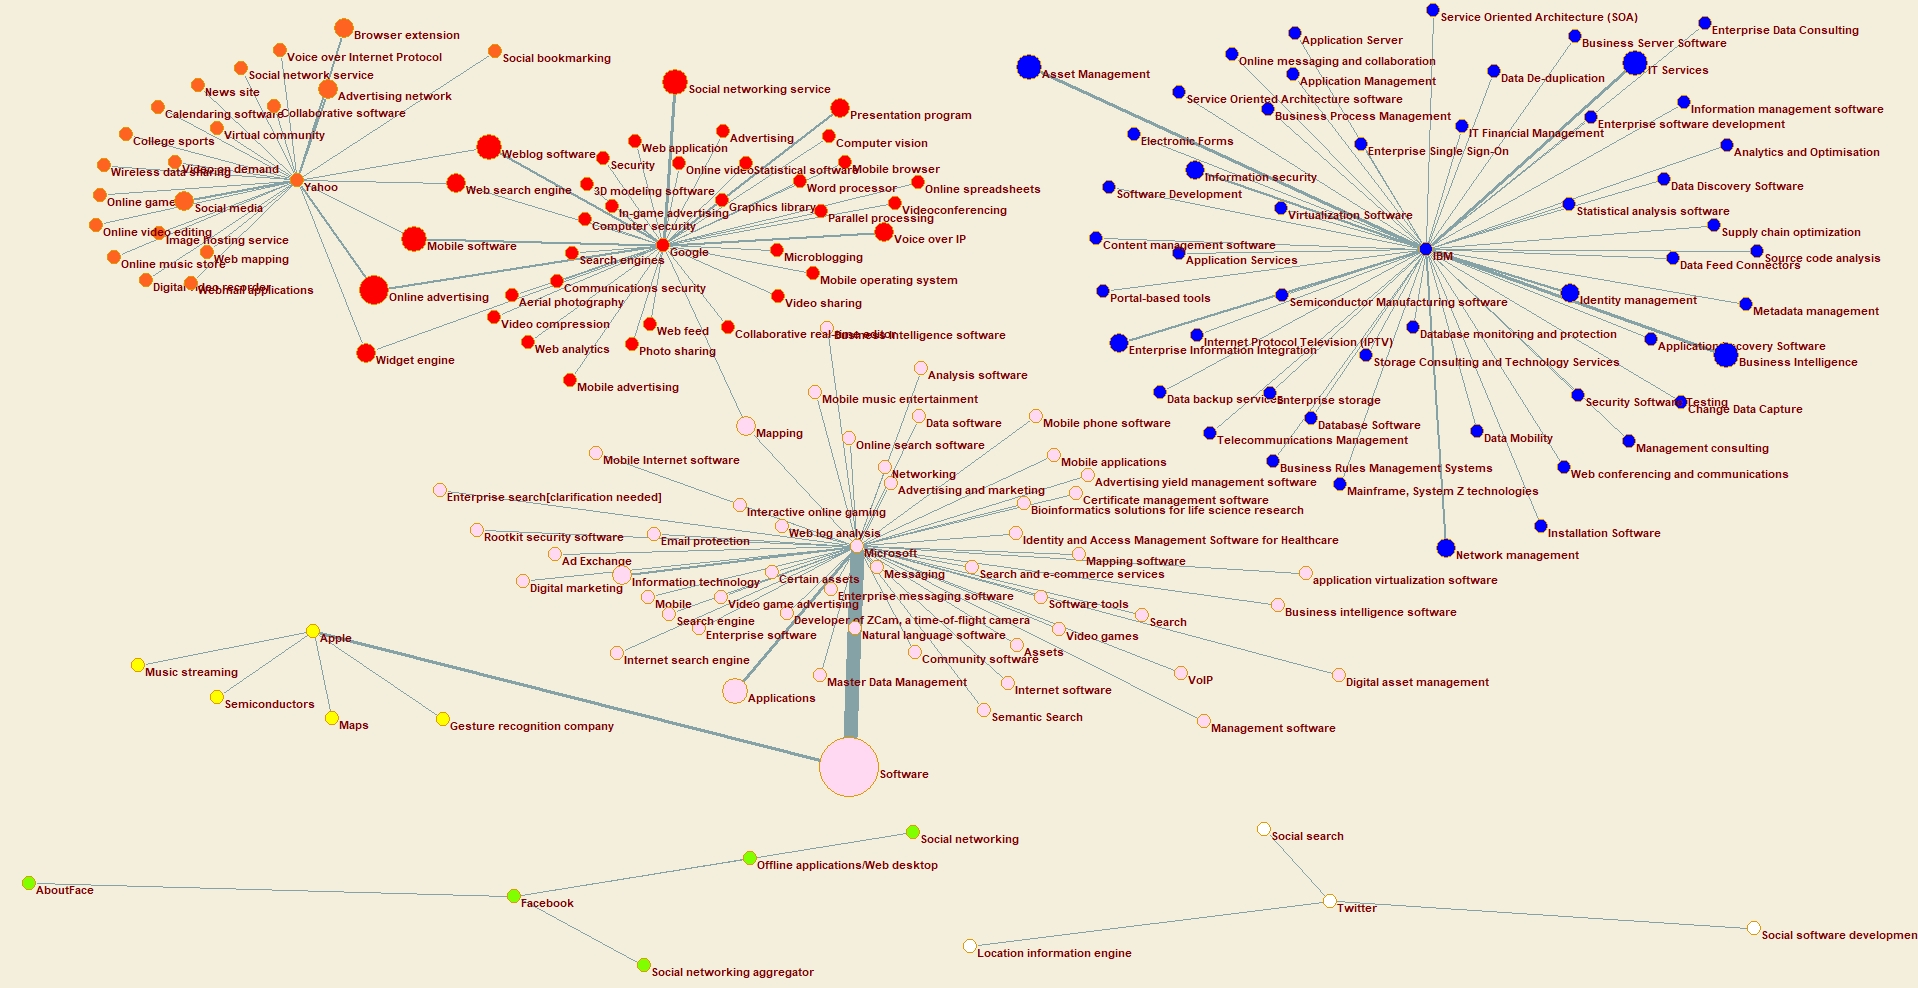 Browser extension
Voice over Internet Protocol
Social bookmarking
Social network service
News site
Advertising network
Calendaring software
Collaborative software
College sports
Virtual community
Wireless data sharing
Video on demand
Yahoo
Online game
Social media
Online video editing
Image hosting service
Online music store
Web mapping
Digital video recorder
Webmail applications
Social networking service
Presentation program
Weblog software
Web application
Advertising
Computer vision
Security
Online video
Statistical software
Mobile browser
Web search engine
3D modeling software
Word processor
Online spreadsheets
In-game advertising
Graphics library
Parallel processing
Videoconferencing
Computer security
Mobile software
Voice over IP
Search engines
Google
Microblogging
Online advertising
Communications security
Mobile operating system
Aerial photography
Video sharing
Video compression
Web feed
Collaborative real-time editor
Business intelligence software
Widget engine
Web analytics
Photo sharing
Mobile advertising
Service Oriented Architecture (SOA)
Enterprise Data Consulting
Application Server
Business Server Software
Online messaging and collaboration
Asset Management
Application Management
Data De-duplication
IT Services
Service Oriented Architecture software
Business Process Management
Information management software
Electronic Forms
IT Financial Management
Enterprise software development
Enterprise Single Sign-On
Analytics and Optimisation
Information security
Software Development
Data Discovery Software
Virtualization Software
Statistical analysis software
Supply chain optimization
Content management software
Application Services
IBM
Data Feed Connectors
Source code analysis
Portal-based tools
Semiconductor Manufacturing software
Identity management
Metadata management
Enterprise Information Integration
Internet Protocol Television (IPTV)
Database monitoring and protection
Application Discovery Software
Storage Consulting and Technology Services
Business Intelligence
Data backup services
Enterprise storage
Security Software Testing
Change Data Capture
Database Software
Telecommunications Management
Data Mobility
Management consulting
Business Rules Management Systems
Web conferencing and communications
Mainframe, System Z technologies
Installation Software
Network management
Analysis software
Mobile music entertainment
Data software
Mobile phone software
Mapping
Online search software
Mobile Internet software
Networking
Mobile applications
Advertising yield management software
Enterprise search[clarification needed]
Advertising and marketing
Certificate management software
Interactive online gaming
Bioinformatics solutions for life science research
Rootkit security software
Email protection
Web log analysis
Identity and Access Management Software for Healthcare
Microsoft
Ad Exchange
Mapping software
Information technology
Certain assets
Messaging
Search and e-commerce services
application virtualization software
Digital marketing
Mobile
Video game advertising
Enterprise messaging software
Software tools
Business intelligence software
Search engine
Developer of ZCam, a time-of-flight camera
Search
Enterprise software
Natural language software
Video games
Internet search engine
Community software
Assets
Applications
Master Data Management
Internet software
VoIP
Digital asset management
Semantic Search
Management software
Software
Apple
Music streaming
Semiconductors
Maps
Gesture recognition company
Social networking
Offline applications/Web desktop
AboutFace
Facebook
Social networking aggregator
Social search
Twitter
Location information engine
Social software developmen